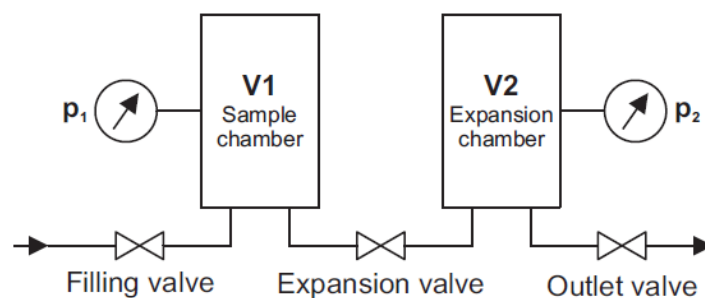 V1
Sample
chamber
V2
Expansion
chamber
p₁
p₂
Filling valve
Expansion valve
Outlet valve